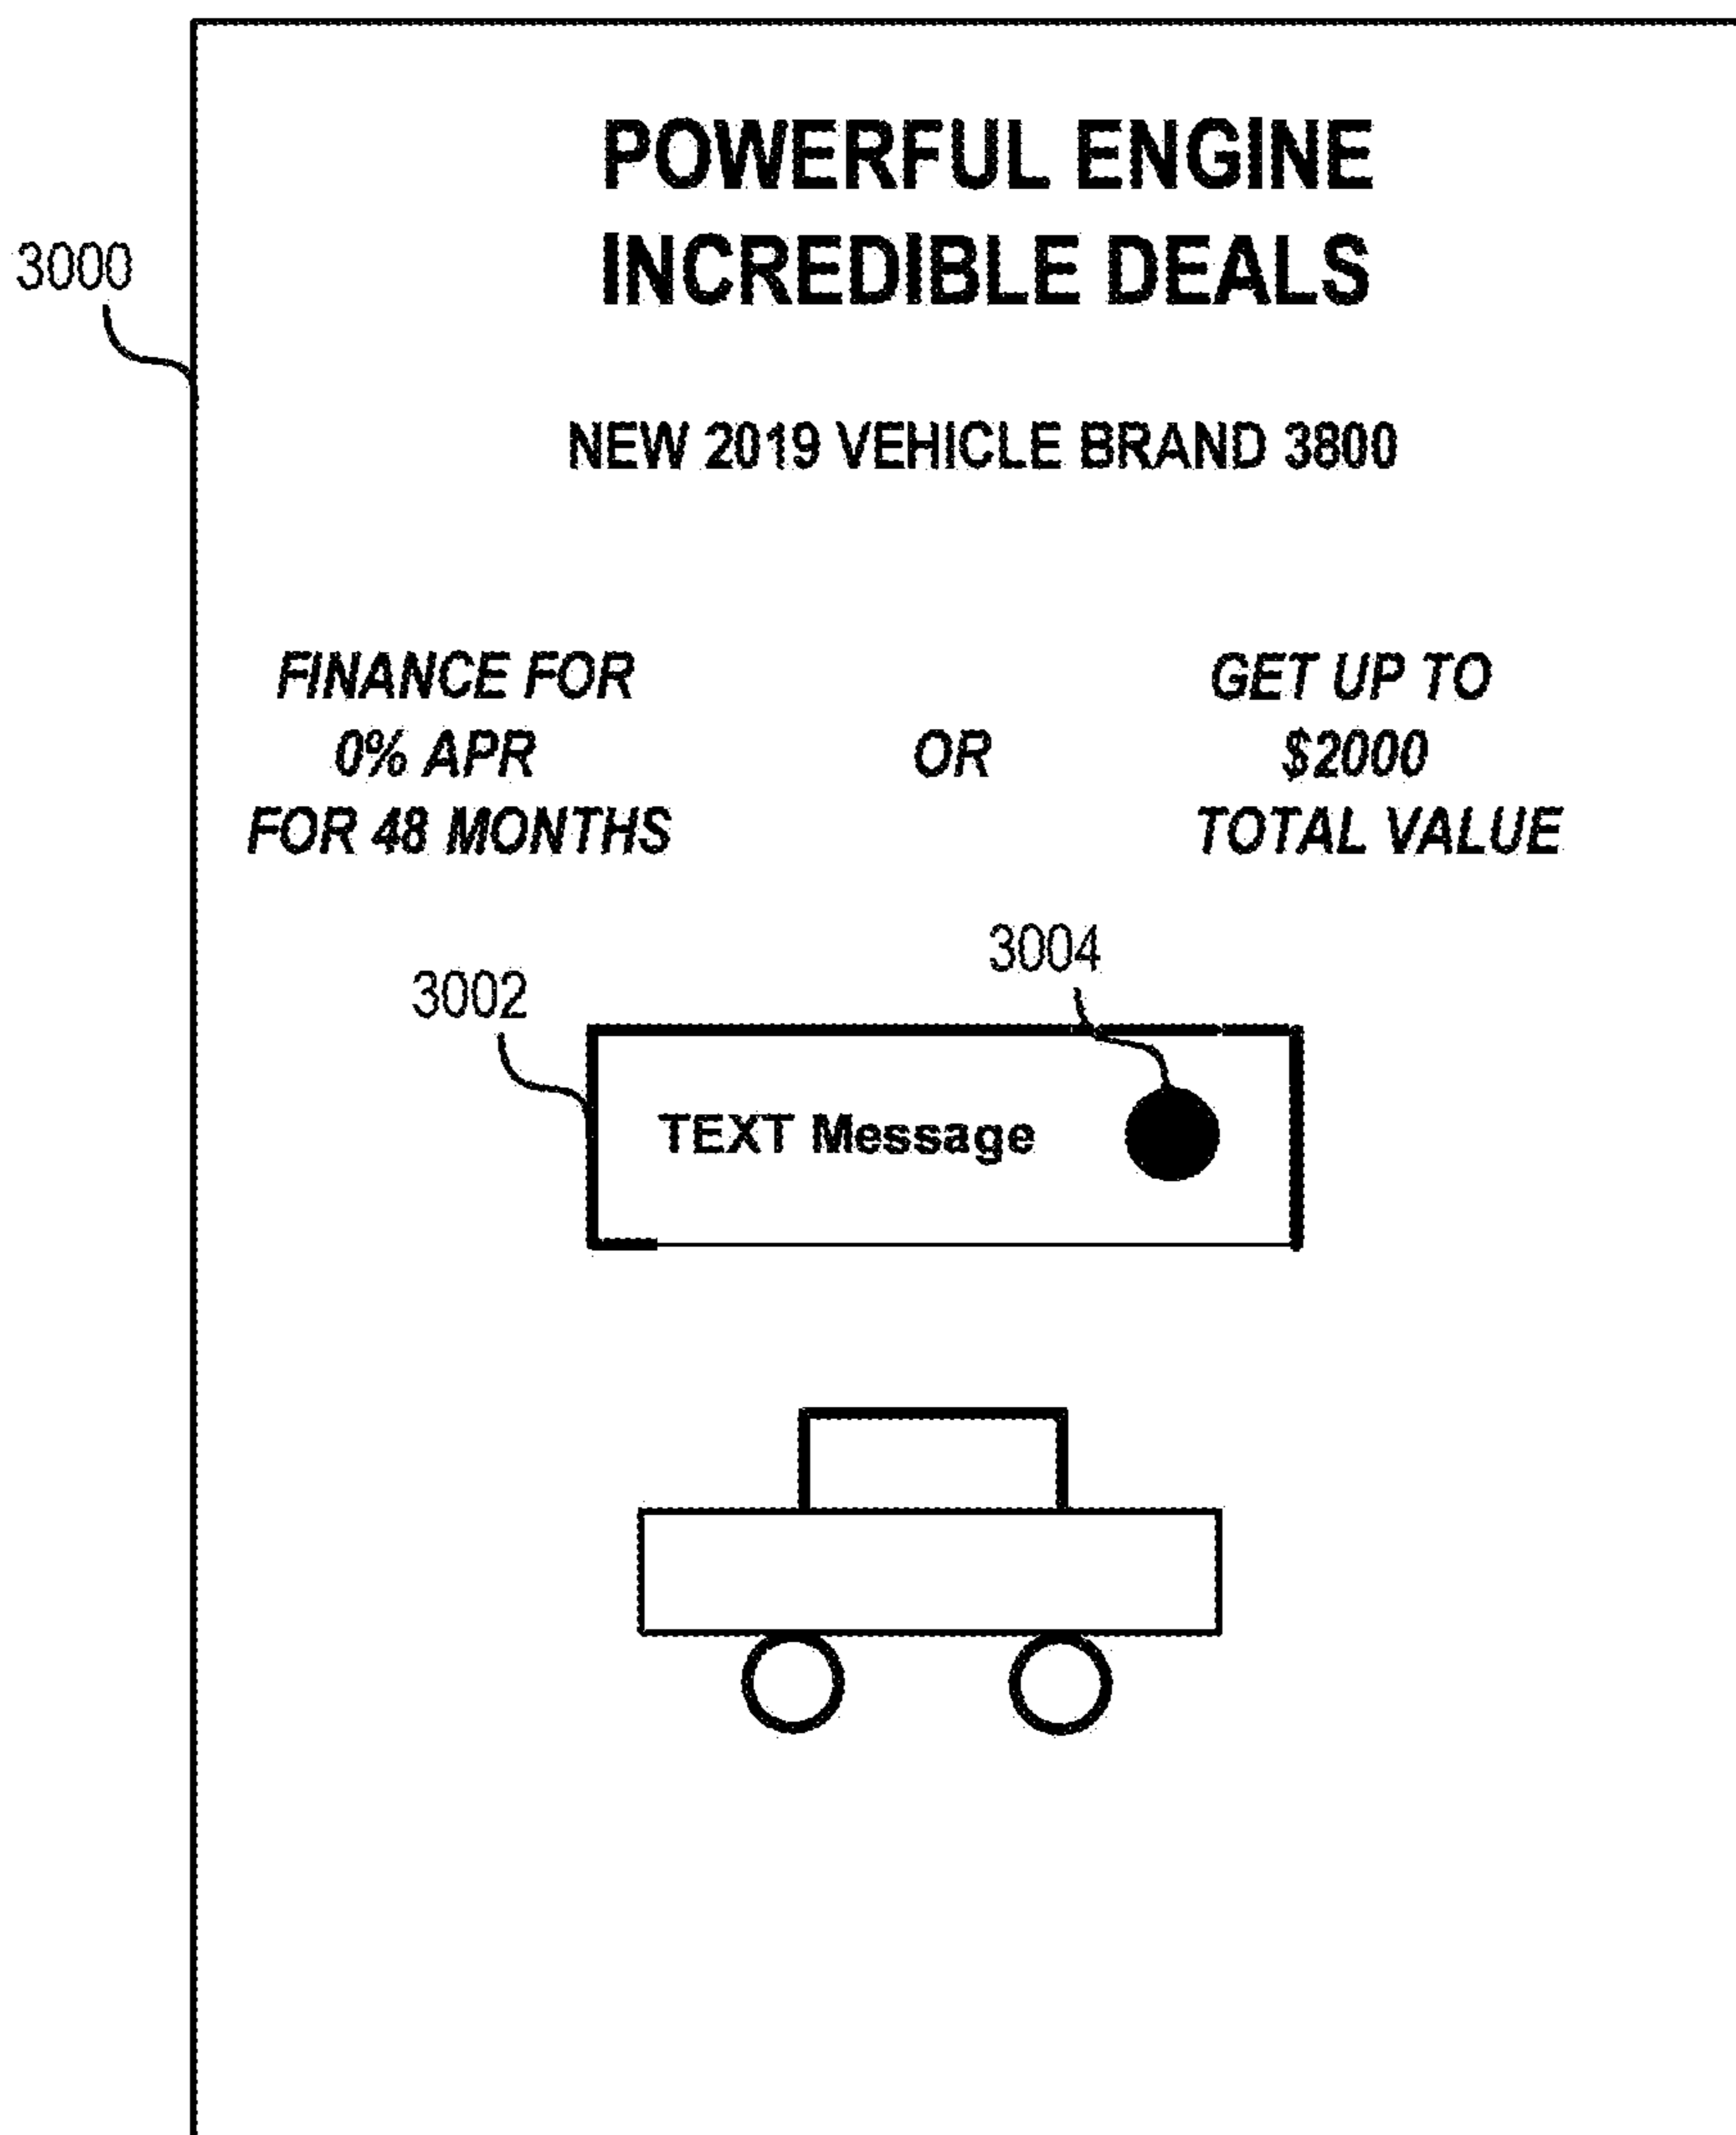 POWERFUL ENGINE
INCREDIBLE DEALS
3000
NEW 2019 VEHICLE BRAND 3800
FINANCE FOR
0% APR
FOR 48 MONTHS
OR
GET UP TO
$2000
TOTAL VALUE
3004
3002
TEXT Message